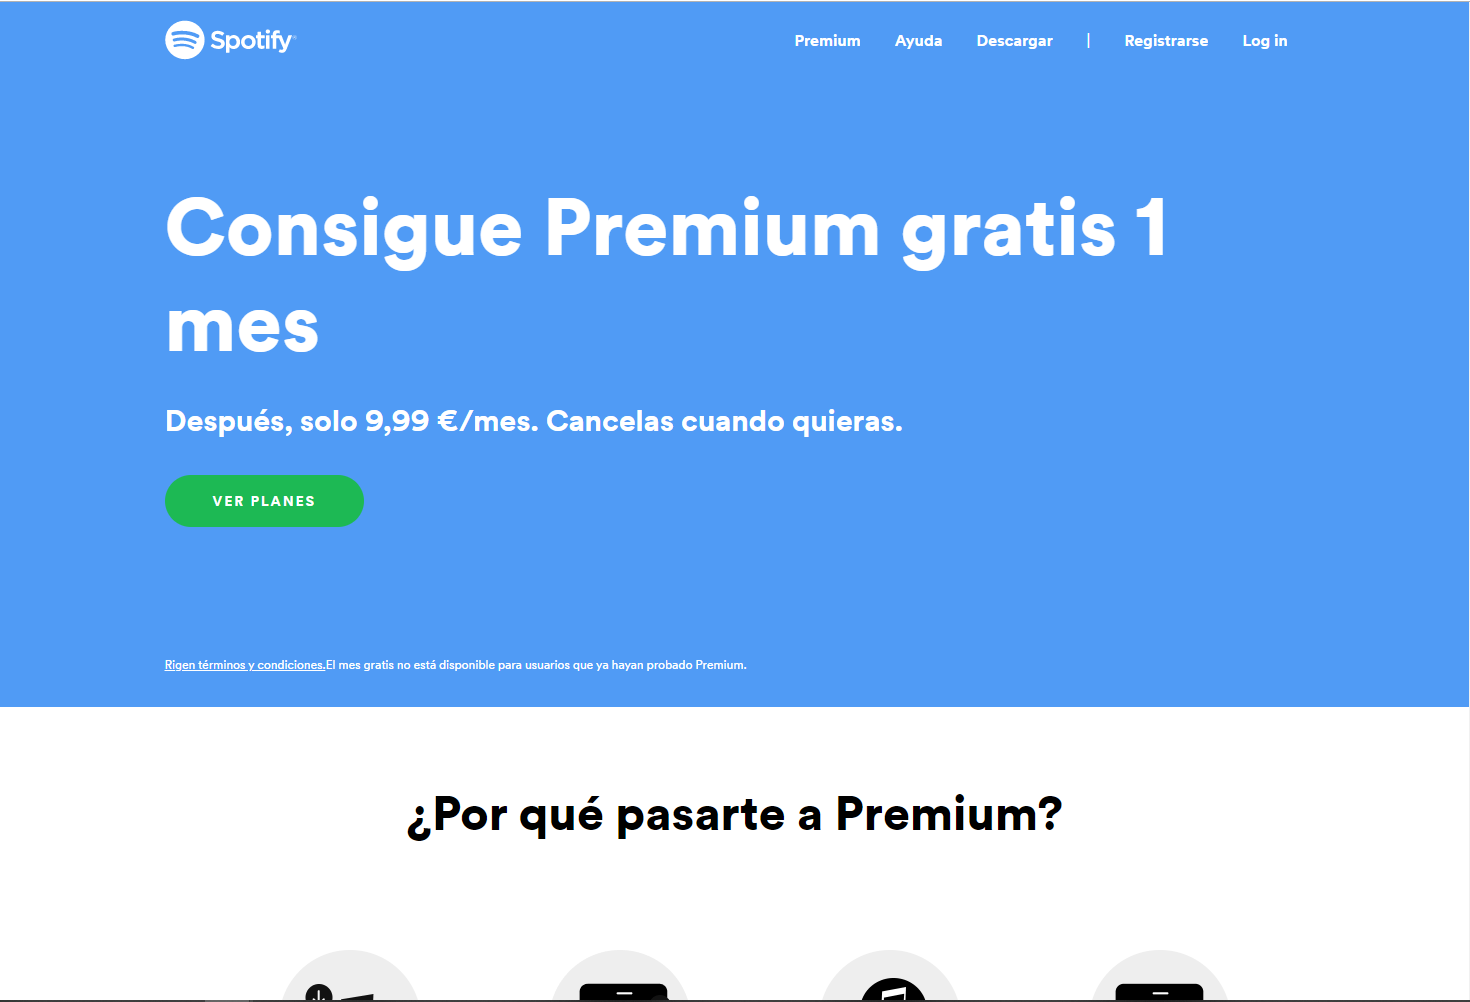 Spotify®
Premium Ayuda Descargar | Registrarse Log in
Consigue Premium gratis 1
mes
Después, solo 9,99 €/mes. Cancelas cuando quieras.
VER PLANES
Rigen términos y condiciones.El mes gratis no está disponible para usuarios que ya hayan probado Premium.
¿Por qué pasarte a Premium?